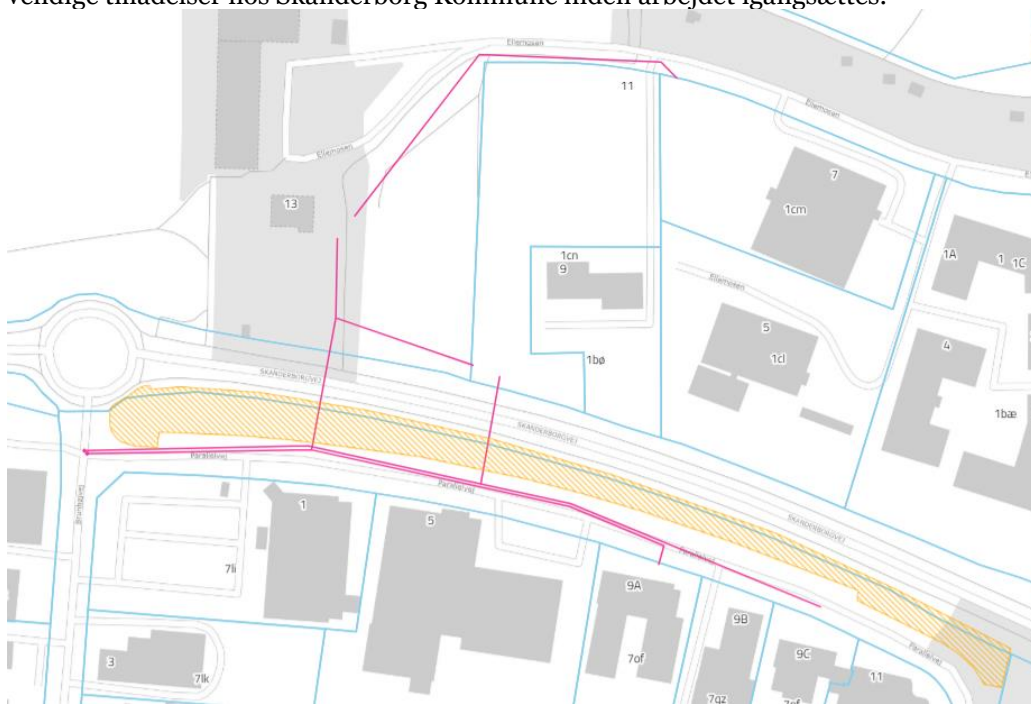 vendige tilladelser hos Skanderborg Kommune inden arbejdet igangsættes.
Ellemosen
11
Ellemosen
Ellemosen
7
1cm
13
1cn
9
1A
1
1C
Ellemosen
5
1cl
4
1bø
1bæ
SKANDERBORGVEJ
SKANDERBORGVEJ
SKANDERBORGVEJ
Parallelvej
Parallelvej
Parallelvej
Parallelvej
1
5
9A
9B
9C
11
3
7lk
7of
7qz